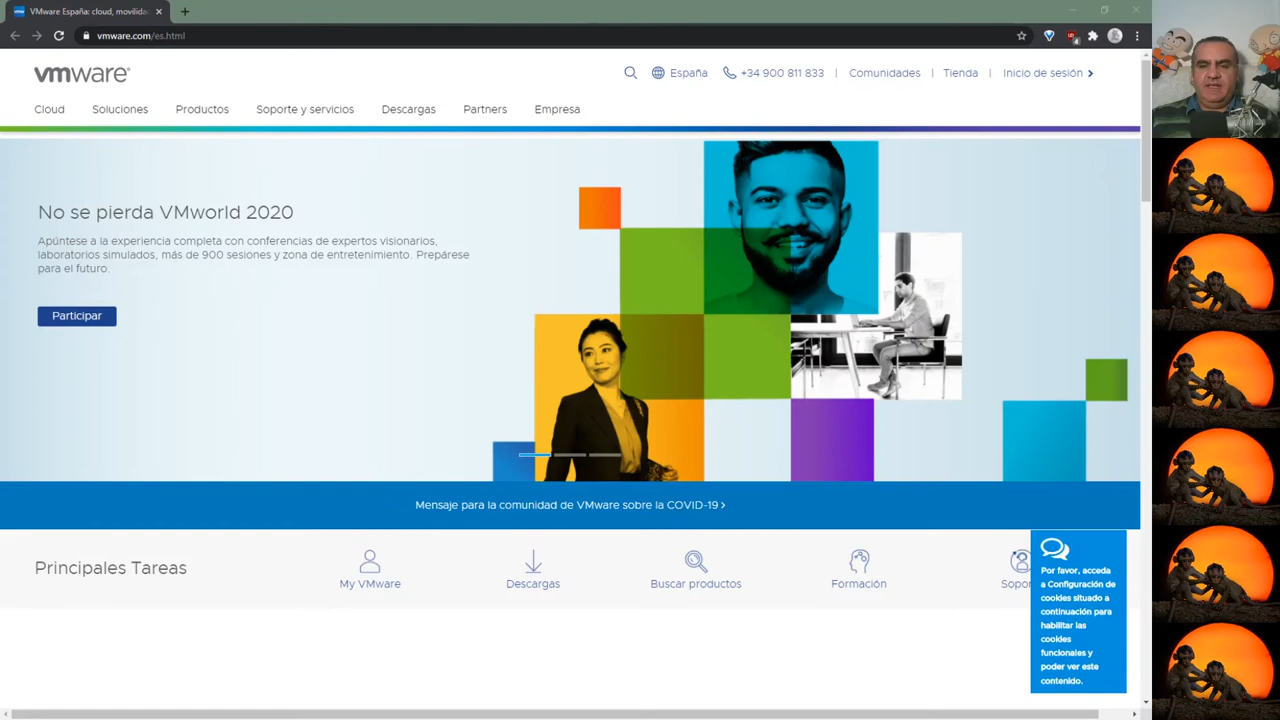 VMware España: cloud, movilida
vmware.com/es.html
4
vmware®
España
+34 900 811 833
Comunidades
Tienda
Inicio de sesión
Cloud
Soluciones
Productos
Soporte y servicios
Descargas
Partners
Empresa
No se pierda VMworld 2020
Apúntese a la experiencia completa con conferencias de expertos visionarios,
laboratorios simulados, más de 900 sesiones y zona de entretenimiento. Prepárese
para el futuro.
Participar
Mensaje para la comunidad de VMware sobre la COVID-19
Principales Tareas
My VMware
Descargas
Buscar productos
Formación
Sopor
Por favor, acceda
a Configuración de
cookies situado a
continuación para
habilitar las
cookies
funcionales y
poder ver este
contenido.